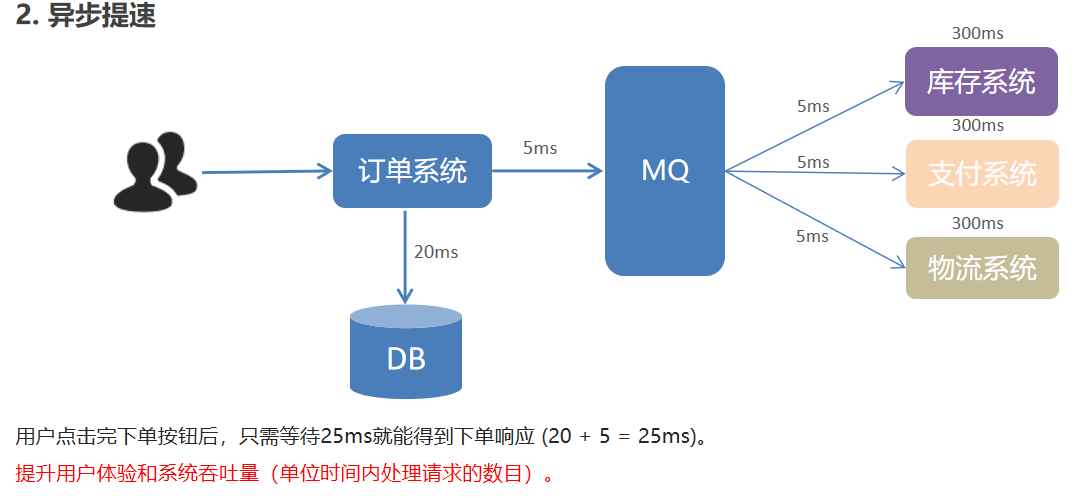 2. 异步提速
300ms
库存系统
5ms
300ms
订单系统
5ms
MQ
5ms
支付系统
300ms
5ms
物流系统
20ms
DB
用户点击完下单按钮后，只需等待25ms就能得到下单响应 (20 + 5 = 25ms)。
提升用户体验和系统吞吐量（单位时间内处理请求的数目）。